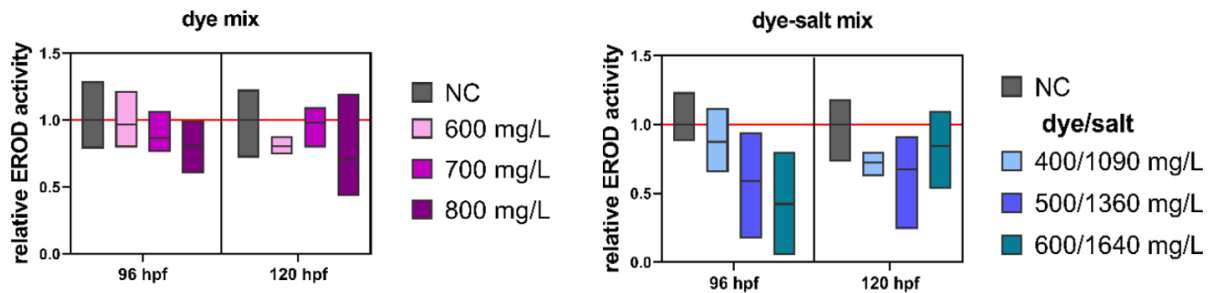 dye mix
relative EROD activity
1.5
1.0
0.5
0.0
96 hpf
120 hpf
NC
600 mg/L
700 mg/L
800 mg/L
dye-salt mix
relative EROD activity
1.5
1.0
0.5
0.0
96 hpf
120 hpf
NC
dye/salt
400/1090 mg/L
500/1360 mg/L
600/1640 mg/L